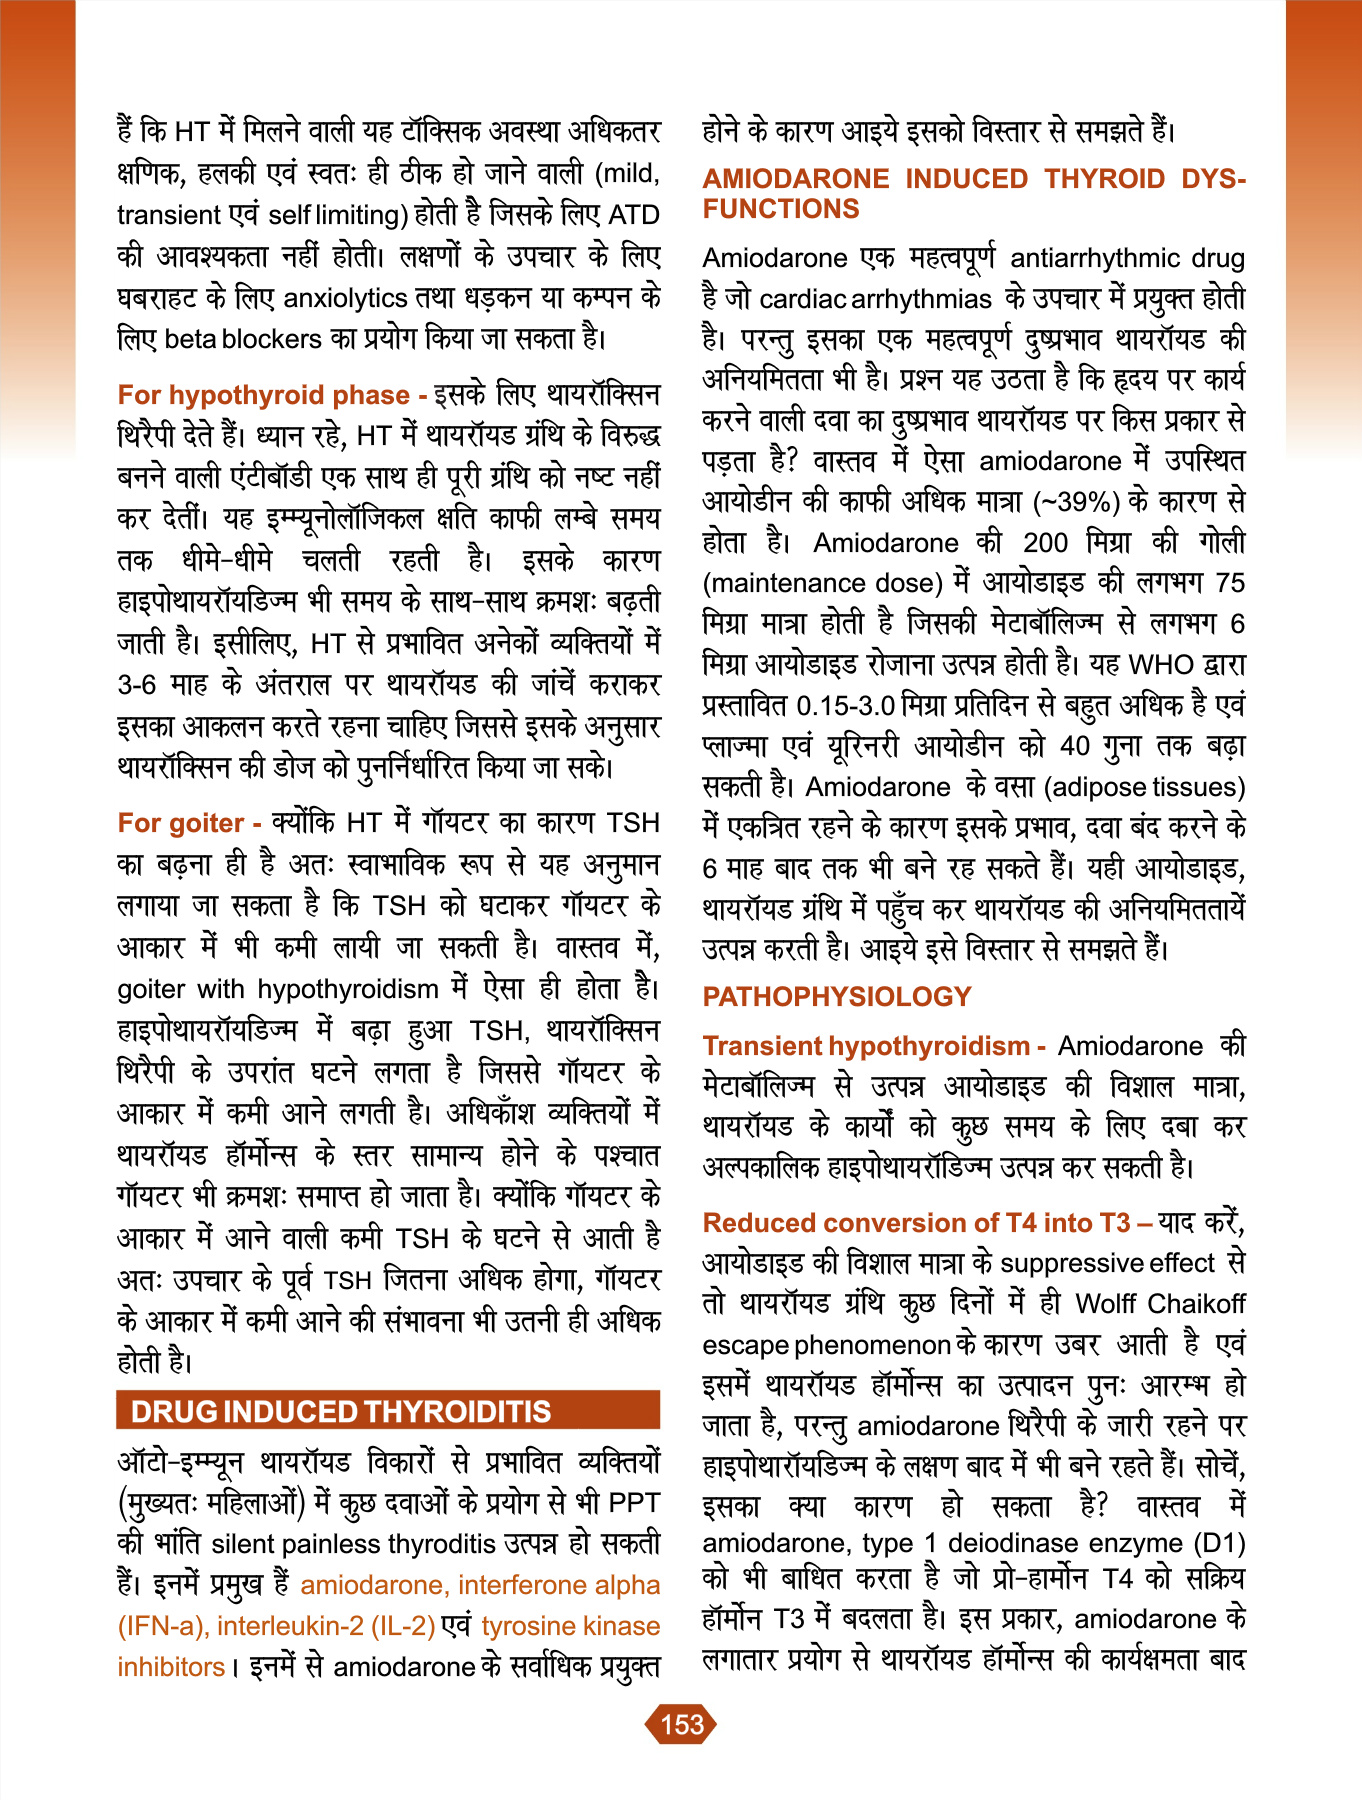 हैं कि HT में मिलने वाली यह टॉक्सिक अवस्था अधिकतर
क्षणिक, हलकी एवं स्वतः ही ठीक हो जाने वाली (mild,
transient एवं self limiting) होती है जिसके लिए ATD
की आवश्यकता नहीं होती। लक्षणों के उपचार के लिए
घबराहट के लिए anxiolytics तथा धड़कन या कम्पन के
लिए beta blockers का प्रयोग किया जा सकता है।
For hypothyroid phase - इसके लिए थायरॉक्सिन
थिरैपी देते हैं। ध्यान रहे, HT में थायरॉयड ग्रंथि के विरुद्ध
बनने वाली एंटीबॉडी एक साथ ही पूरी ग्रंथि को नष्ट नहीं
कर देतीं। यह इम्म्यूनोलॉजिकल क्षति काफी लम्बे समय
तक धीमे-धीमे चलती रहती है। इसके कारण
हाइपोथायरॉयडिज्म भी समय के साथ-साथ क्रमशः बढ़ती
जाती है। इसीलिए, HT से प्रभावित अनेकों व्यक्तियों में
3-6 माह के अंतराल पर थायरॉयड की जांचें कराकर
इसका आकलन करते रहना चाहिए जिससे इसके अनुसार
थायरॉक्सिन की डोज को पुनर्निर्धारित किया जा सके।
For goiter - क्योंकि HT में गॉयटर का कारण TSH
का बढ़ना ही है अतः स्वाभाविक रूप से यह अनुमान
लगाया जा सकता है कि TSH को घटाकर गॉयटर के
आकार में भी कमी लायी जा सकती है। वास्तव में,
goiter with hypothyroidism में ऐसा ही होता है।
हाइपोथायरॉयडिज्म में बढ़ा हुआ TSH, थायरॉक्सिन
थिरैपी के उपरांत घटने लगता है जिससे गॉयटर के
आकार में कमी आने लगती है। अधिकाँश व्यक्तियों में
थायरॉयड हॉर्मोन्स के स्तर सामान्य होने के पश्चात
गॉयटर भी क्रमशः समाप्त हो जाता है। क्योंकि गॉयटर के
आकार में आने वाली कमी TSH के घटने से आती है
अतः उपचार के पूर्व TSH जितना अधिक होगा, गॉयटर
के आकार में कमी आने की संभावना भी उतनी ही अधिक
होती है।
DRUG INDUCED THYROIDITIS
ऑटो-इम्म्यून थायरॉयड विकारों से प्रभावित व्यक्तियों
(मुख्यतः महिलाओं) में कुछ दवाओं के प्रयोग से भी PPT
की भांति silent painless thyroditis उत्पन्न हो सकती
हैं। इनमें प्रमुख हैं amiodarone, interferone alpha
(IFN-a), interleukin-2 (IL-2) एवं tyrosine kinase
inhibitors। इनमें से amiodarone के सर्वाधिक प्रयुक्त
होने के कारण आइये इसको विस्तार से समझते हैं।
AMIODARONE INDUCED THYROID DYS-
FUNCTIONS
Amiodarone एक महत्वपूर्ण antiarrhythmic drug
है जो cardiac arrhythmias के उपचार में प्रयुक्त होती
है। परन्तु इसका एक महत्वपूर्ण दुष्प्रभाव थायरॉयड की
अनियमितता भी है। प्रश्न यह उठता है कि हृदय पर कार्य
करने वाली दवा का दुष्प्रभाव थायरॉयड पर किस प्रकार से
पड़ता है? वास्तव में ऐसा amiodarone में उपस्थित
आयोडीन की काफी अधिक मात्रा (~39%) के कारण से
होता है। Amiodarone की 200 मिग्रा की गोली
(maintenance dose) में आयोडाइड की लगभग 75
मिग्रा मात्रा होती है जिसकी मेटाबॉलिज्म से लगभग 6
मिग्रा आयोडाइड रोजाना उत्पन्न होती है। यह WHO द्वारा
प्रस्तावित 0.15-3.0 मिग्रा प्रतिदिन से बहुत अधिक है एवं
प्लाज्मा एवं यूरिनरी आयोडीन को 40 गुना तक बढ़ा
सकती है। Amiodarone के वसा (adipose tissues)
में एकत्रित रहने के कारण इसके प्रभाव, दवा बंद करने के
6 माह बाद तक भी बने रह सकते हैं। यही आयोडाइड,
थायरॉयड ग्रंथि में पहुँच कर थायरॉयड की अनियमिततायें
उत्पन्न करती है। आइये इसे विस्तार से समझते हैं।
PATHOPHYSIOLOGY
Transient hypothyroidism - Amiodarone की
मेटाबॉलिज्म से उत्पन्न आयोडाइड की विशाल मात्रा,
थायरॉयड के कार्यों को कुछ समय के लिए दबा कर
अल्पकालिक हाइपोथायरॉडिज्म उत्पन्न कर सकती है।
Reduced conversion of T4 into T3 – याद करें,
आयोडाइड की विशाल मात्रा के suppressive effect से
तो थायरॉयड ग्रंथि कुछ दिनों में ही Wolff Chaikoff
escape phenomenon के कारण उबर आती है एवं
इसमें थायरॉयड हॉर्मोन्स का उत्पादन पुनः आरम्भ हो
जाता है, परन्तु amiodarone थिरैपी के जारी रहने पर
हाइपोथारॉयडिज्म के लक्षण बाद में भी बने रहते हैं। सोचें,
इसका क्या कारण हो सकता है? वास्तव में
amiodarone, type 1 deiodinase enzyme (D1)
को भी बाधित करता है जो प्रो-हार्मोन T4 को सक्रिय
हॉर्मोन T3 में बदलता है। इस प्रकार, amiodarone के
लगातार प्रयोग से थायरॉयड हॉर्मोन्स की कार्यक्षमता बाद
153